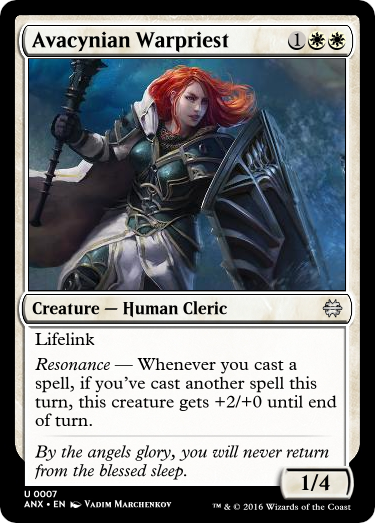 Avacynian Warpriest 1
Creature — Human Cleric
Lifelink
Resonance — Whenever you cast a
spell, if you've cast another spell this
turn, this creature gets +2/+0 until end
of turn.
By the angels glory, you will never return
from the blessed sleep.
1/4
U 0007
ANX • EN Vadim Marchenkov
™ & © 2016 Wizards of the Coast